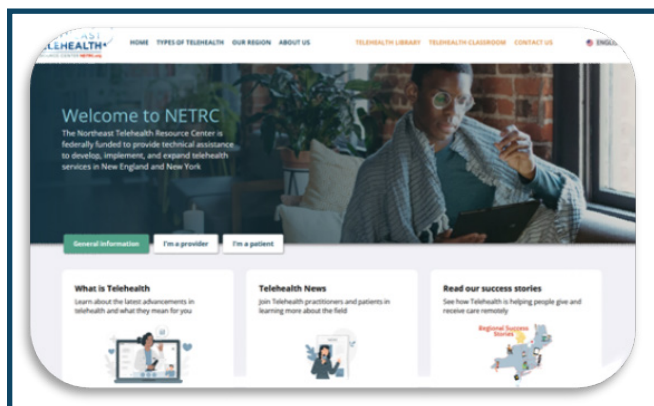 HOME TYPES OF TELEHEALTH OUR REGION ABOUT US TELEHEALTH LIBRARY TELEHEALTH CLASSROOM CONTACT US
Welcome to NETRC
The Northeast Telehealth Resource Center is
federally funded to provide technical assistance
to develop, implement, and expand telehealth
services in New England and New York
General information I'm a provider I'm a patient
What is Telehealth
Learn about the latest advancements in
telehealth and what they mean for you
Telehealth News
Join Telehealth practitioners and patients in
learning more about the field
Read our success stories
See how Telehealth is helping people give and
receive care remotely
Regional Success
Stories